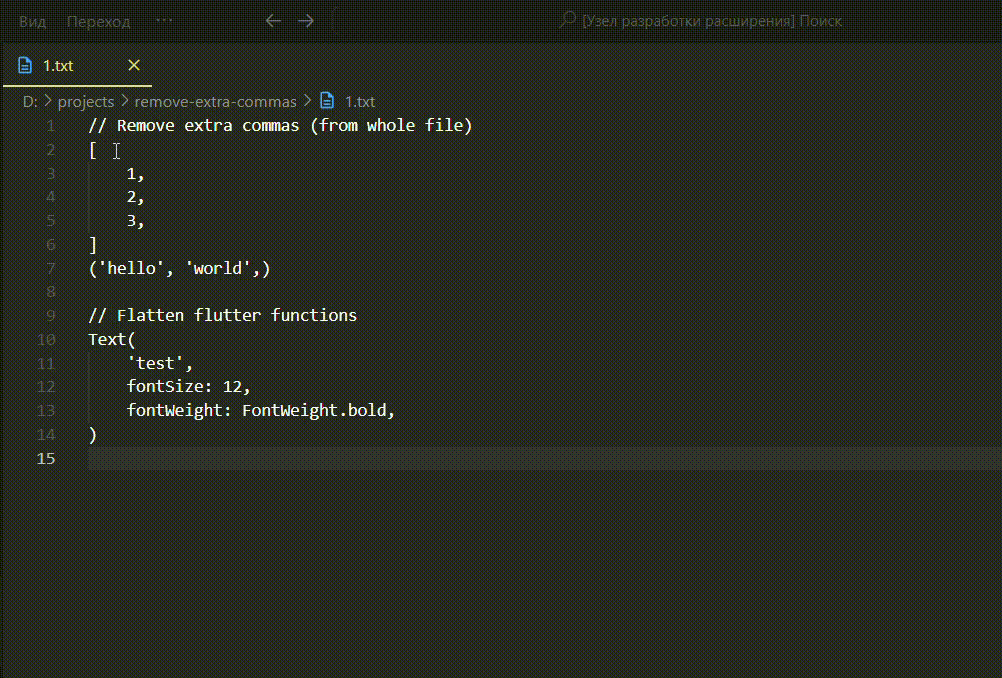 Вид Переход ··· [Узел разработки расширения] Поиск
1.txt
D: > projects > remove-extra-commas > 1.txt
1 // Remove extra commas (from whole file)
2 [
3     1,
4     2,
5     3,
6 ]
7 ('hello', 'world',)
8
9 // Flatten flutter functions
10 Text(
11     'test',
12     fontSize: 12,
13     fontWeight: FontWeight.bold,
14 )
15